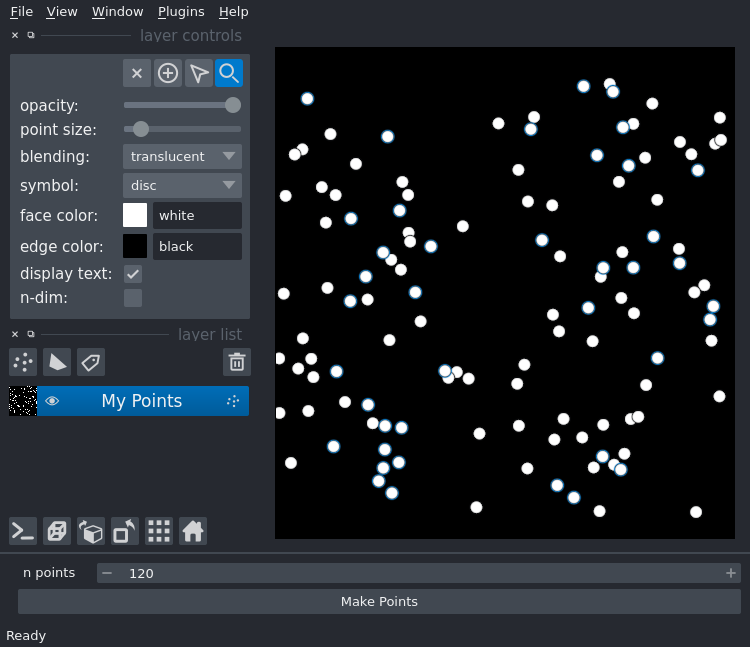 File View Window Plugins Help
layer controls
opacity:
point size:
blending: translucent
symbol: disc
face color: white
edge color: black
display text:
n-dim:
layer list
My Points
n points 120
Make Points
Ready